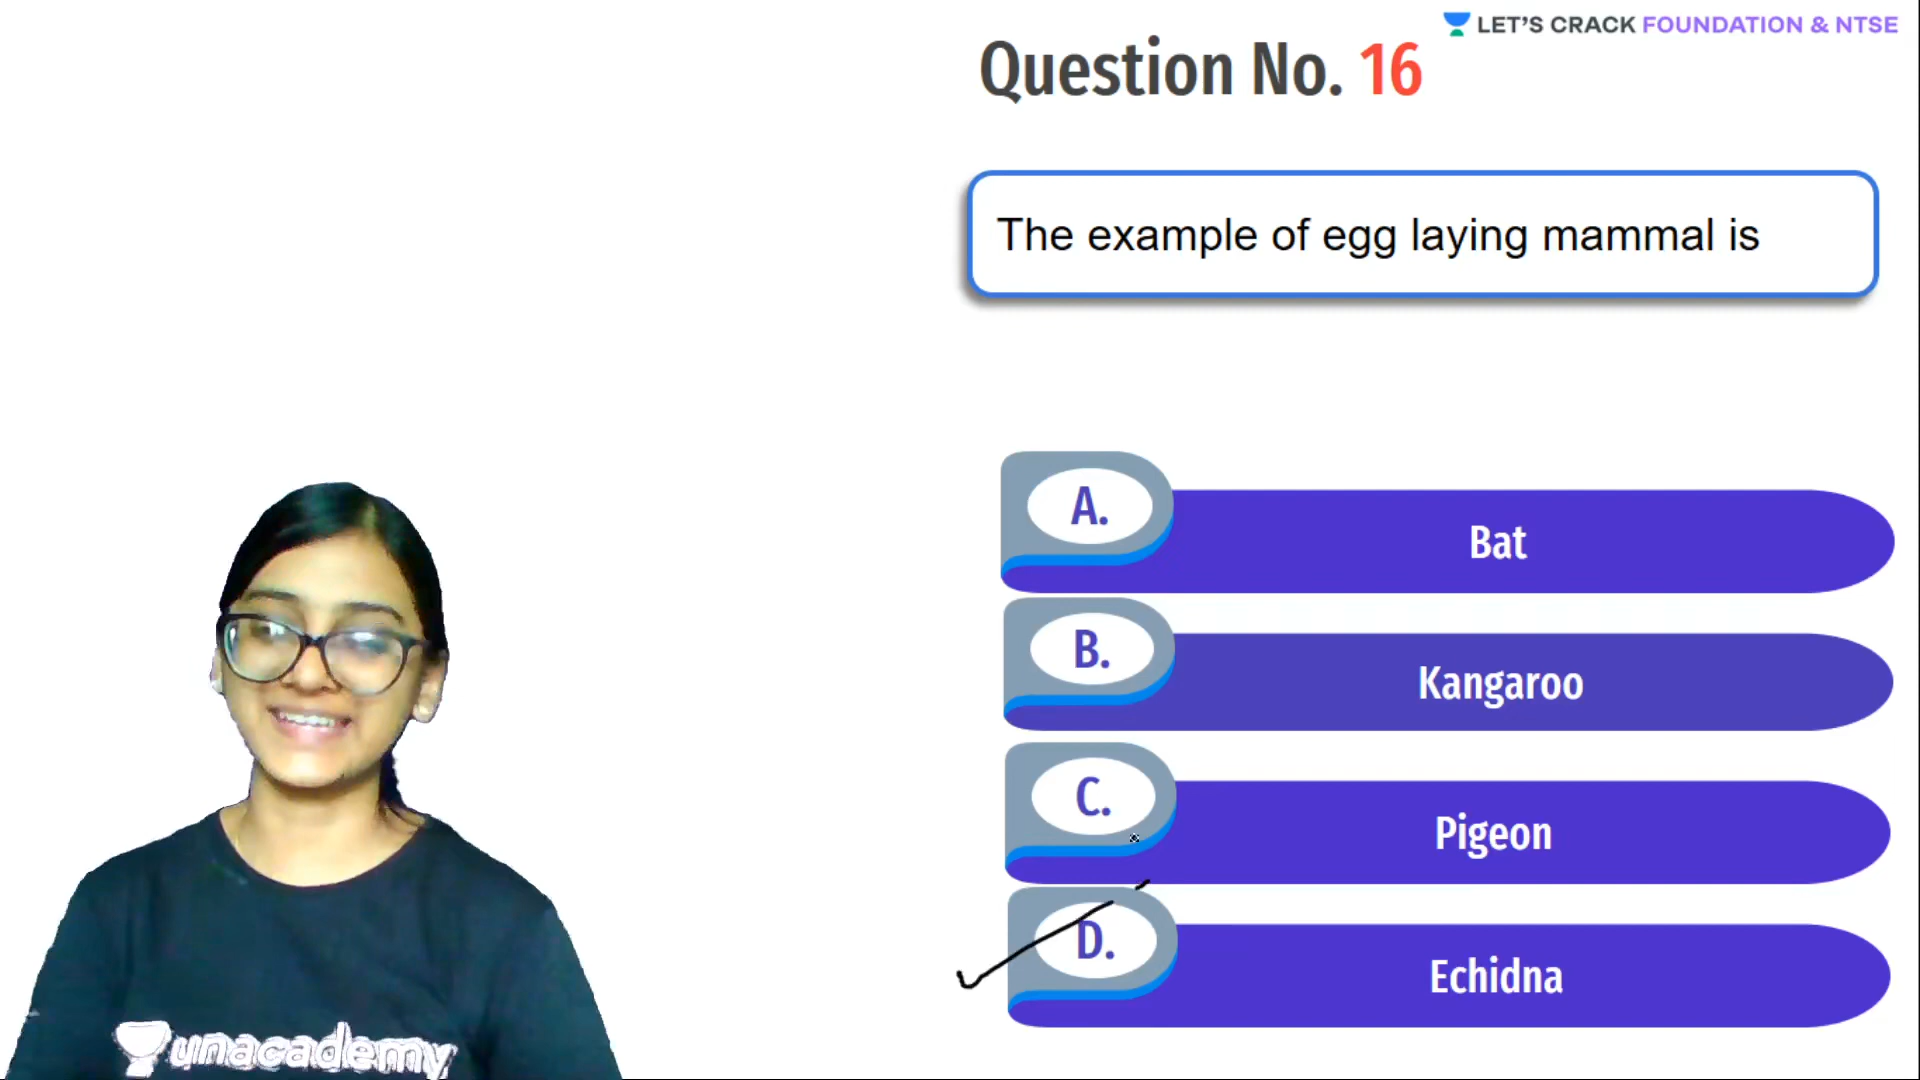 LET'S CRACK FOUNDATION & NTSE
Question No. 16
The example of egg laying mammal is
A. Bat
B. Kangaroo
C. Pigeon
D. Echidna
unacademy